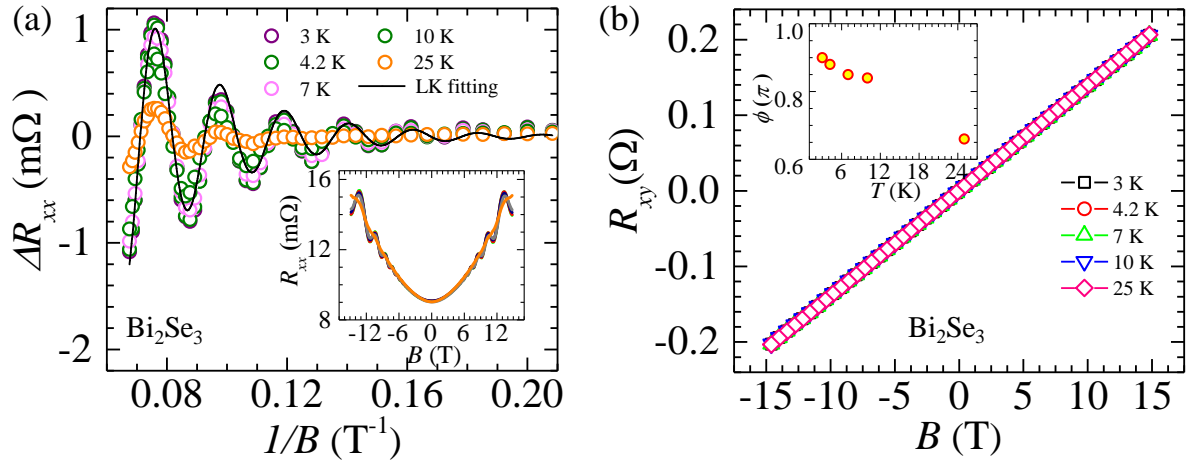 (a)
1
0
-1
-2
ΔRxx (mΩ)
3 K
10 K
4.2 K
25 K
7 K
LK fitting
16
12
8
Rxx (mΩ)
-12 -6 0 6 12
B (T)
Bi2Se3
0.08 0.12 0.16 0.20
1/B (T-1)
(b)
0.2
0.1
0.0
-0.1
-0.2
Rxy (Ω)
1.0
0.8
0.6
ϕ (π)
6 12 18 24
T (K)
3 K
4.2 K
7 K
10 K
25 K
Bi2Se3
-15 -10 -5 0 5 10 15
B (T)